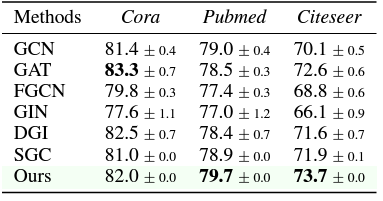 Methods Cora Pubmed Citeseer
GCN 81.4 ± 0.4 79.0 ± 0.4 70.1 ± 0.5
GAT 83.3 ± 0.7 78.5 ± 0.3 72.6 ± 0.6
FGCN 79.8 ± 0.3 77.4 ± 0.3 68.8 ± 0.6
GIN 77.6 ± 1.1 77.0 ± 1.2 66.1 ± 0.9
DGI 82.5 ± 0.7 78.4 ± 0.7 71.6 ± 0.7
SGC 81.0 ± 0.0 78.9 ± 0.0 71.9 ± 0.1
Ours 82.0 ± 0.0 79.7 ± 0.0 73.7 ± 0.0